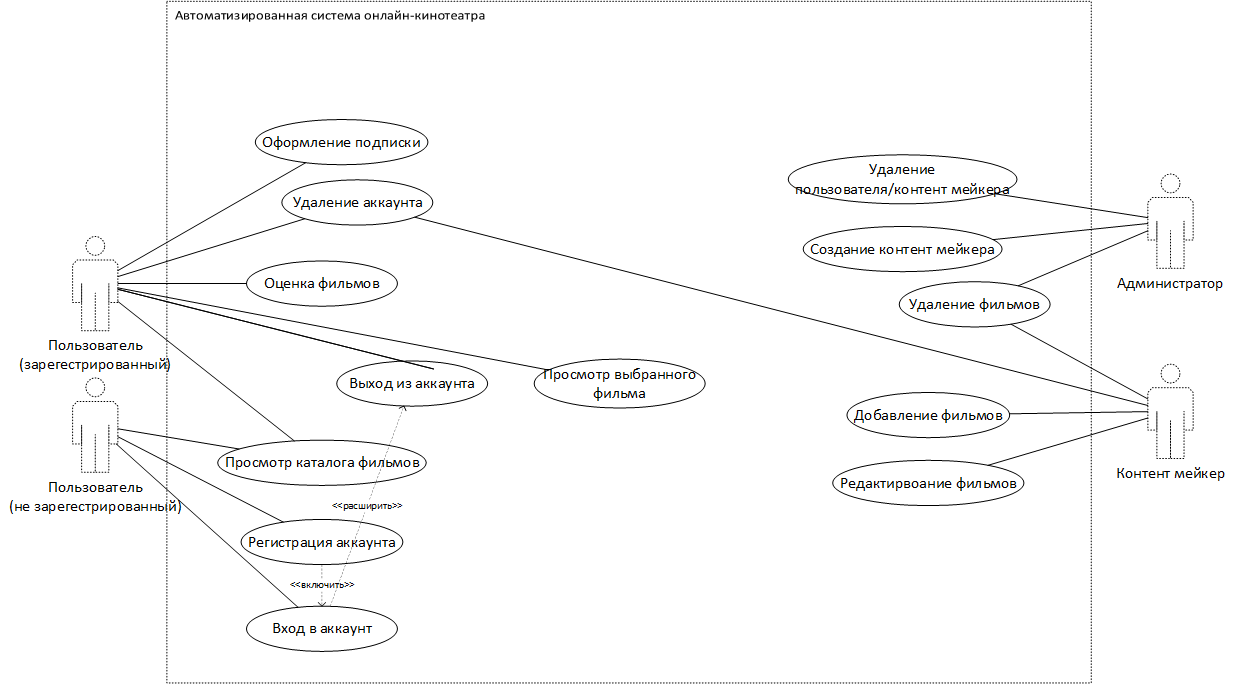 Автоматизированная система онлайн-кинотеатра
Оформление подписки
Удаление
пользователя/контент мейкера
Удаление аккаунта
Создание контент мейкера
Администратор
Оценка фильмов
Удаление фильмов
Пользователь
(зарегестрированный)
Выход из аккаунта
Просмотр выбранного
фильма
Добавление фильмов
Просмотр каталога фильмов
Контент мейкер
Редактирвоание фильмов
Пользователь
(не зарегестрированный)
<<расширить>>
Регистрация аккаунта
<<включить>>
Вход в аккаунт